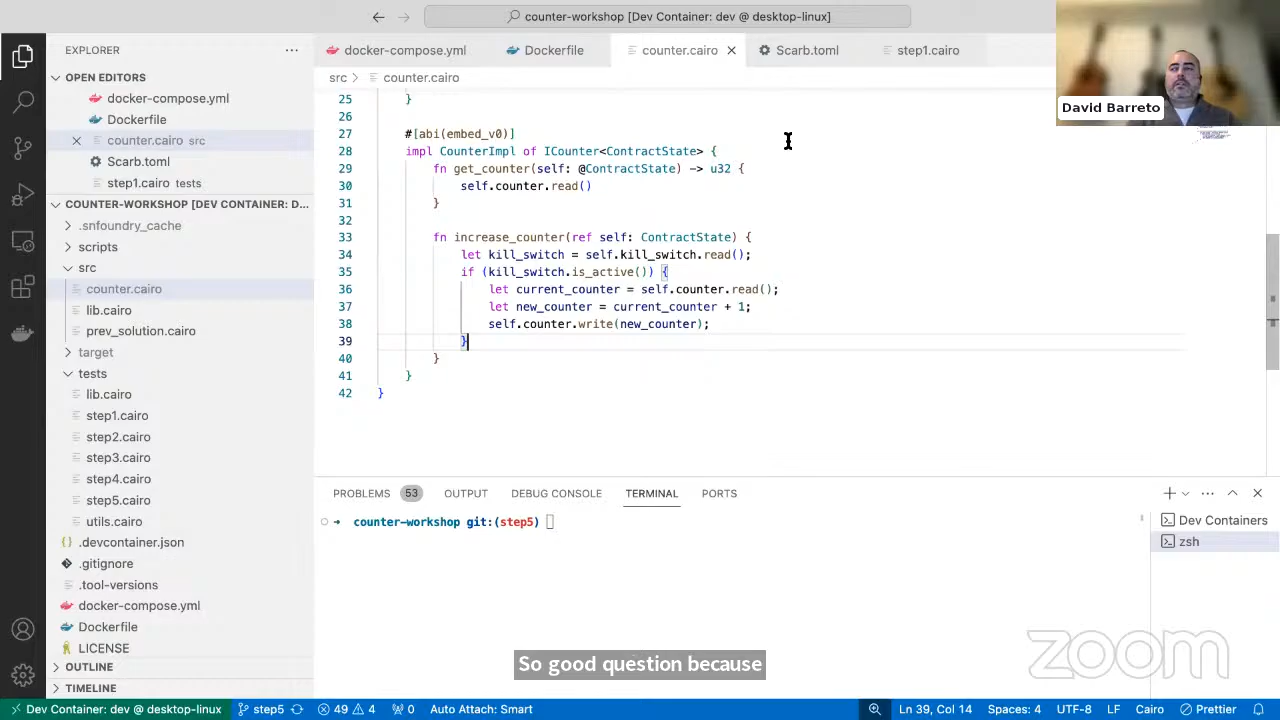 counter-workshop [Dev Container: dev @ desktop-linux]
EXPLORER
OPEN EDITORS
docker-compose.yml
Dockerfile
counter.cairo src
Scarb.toml
step1.cairo tests
COUNTER-WORKSHOP [DEV CONTAINER: D...
.snfoundry_cache
scripts
src
counter.cairo
lib.cairo
prev_solution.cairo
target
tests
lib.cairo
step1.cairo
step2.cairo
step3.cairo
step4.cairo
step5.cairo
utils.cairo
.devcontainer.json
.gitignore
.tool-versions
docker-compose.yml
Dockerfile
LICENSE
OUTLINE
TIMELINE
docker-compose.yml Dockerfile counter.cairo Scarb.toml step1.cairo
src > counter.cairo
David Barreto
25 }
26
27 #[abi(embed_v0)]
28 impl CounterImpl of ICounter<ContractState> {
29 fn get_counter(self: @ContractState) -> u32 {
30 self.counter.read()
31 }
32
33 fn increase_counter(ref self: ContractState) {
34 let kill_switch = self.kill_switch.read();
35 if (kill_switch.is_active()) {
36 let current_counter = self.counter.read();
37 let new_counter = current_counter + 1;
38 self.counter.write(new_counter);
39 }
40 }
41 }
42 }
PROBLEMS 53 OUTPUT DEBUG CONSOLE TERMINAL PORTS
counter-workshop git:(step5)
Dev Containers
zsh
So good question because
zoom
Dev Container: dev @ desktop-linux step5 49 4 0 Auto Attach: Smart Ln 39, Col 14 Spaces: 4 UTF-8 LF Cairo Prettier